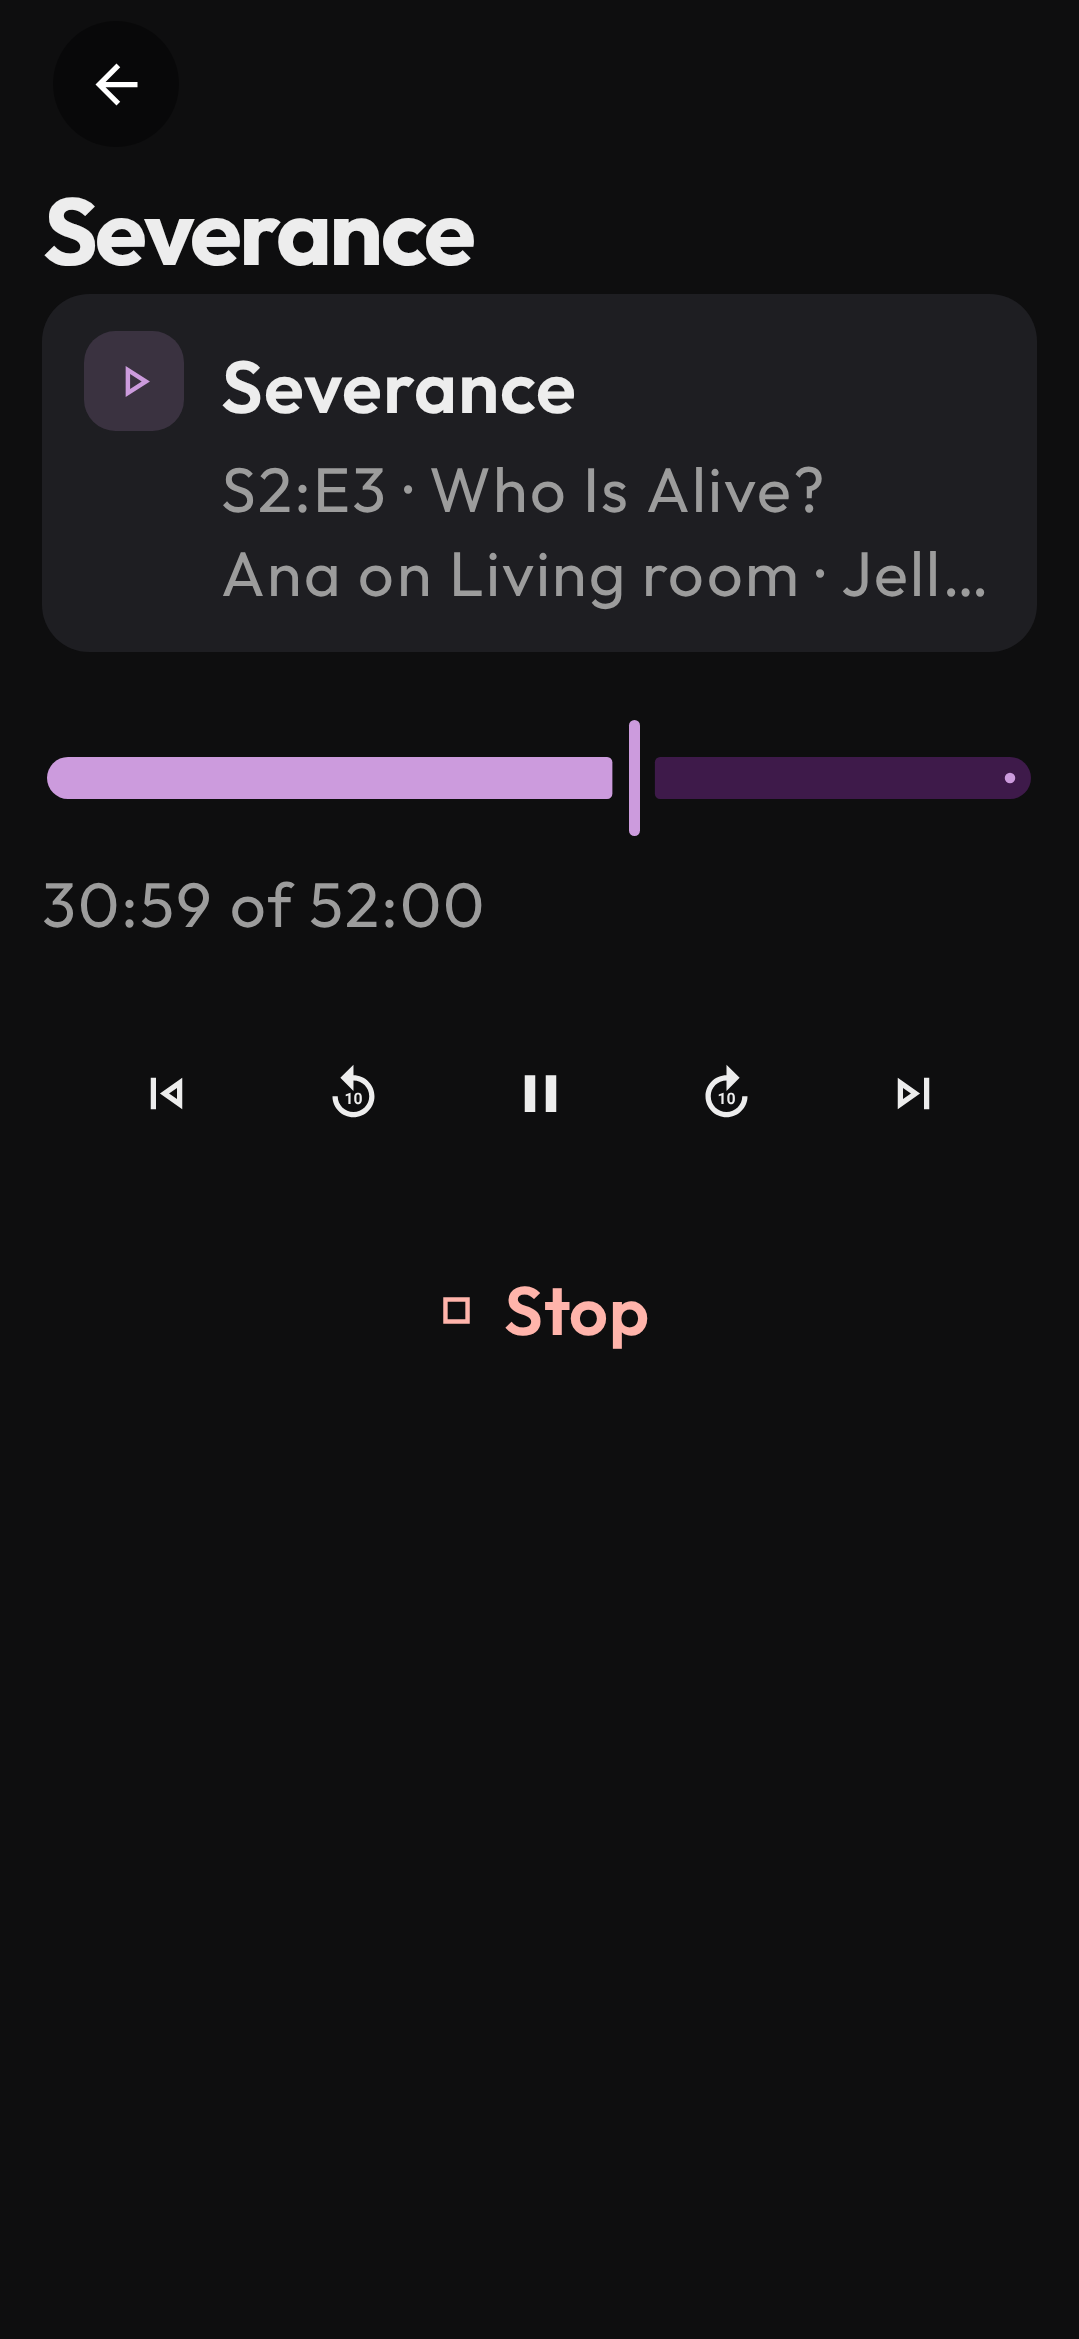 Severance
Severance
S2:E3 · Who Is Alive?
Ana on Living room · Jell...
30:59 of 52:00
10
10
Stop